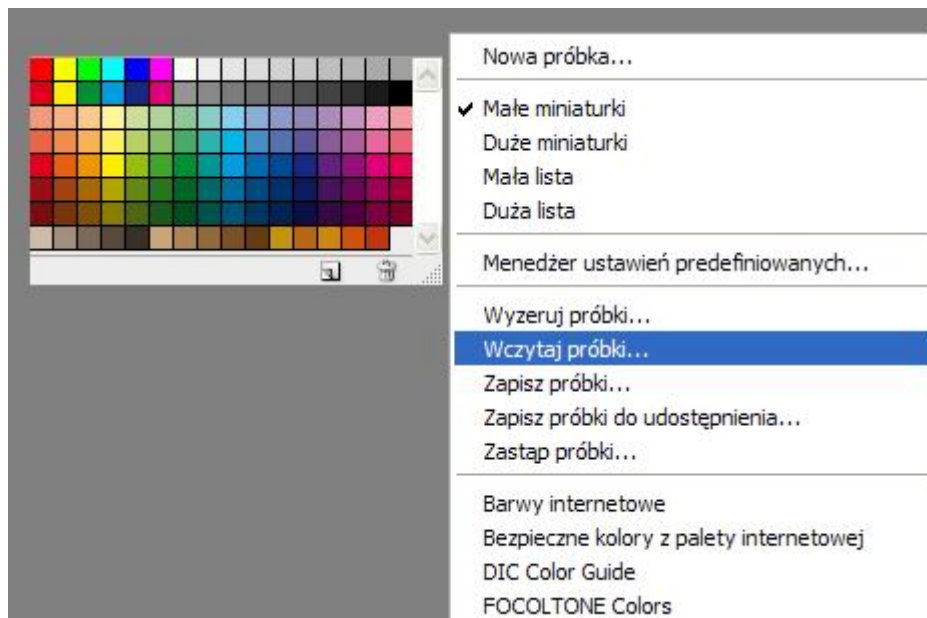 Nowa próbka...
Małe miniaturki
Duże miniaturki
Mała lista
Duża lista
Menedżer ustawień predefiniowanych...
Wyzeruj próbki...
Wczytaj próbki...
Zapisz próbki...
Zapisz próbki do udostępnienia...
Zastąp próbki...
Barwy internetowe
Bezpieczne kolory z palety internetowej
DIC Color Guide
FOCOLTONE Colors